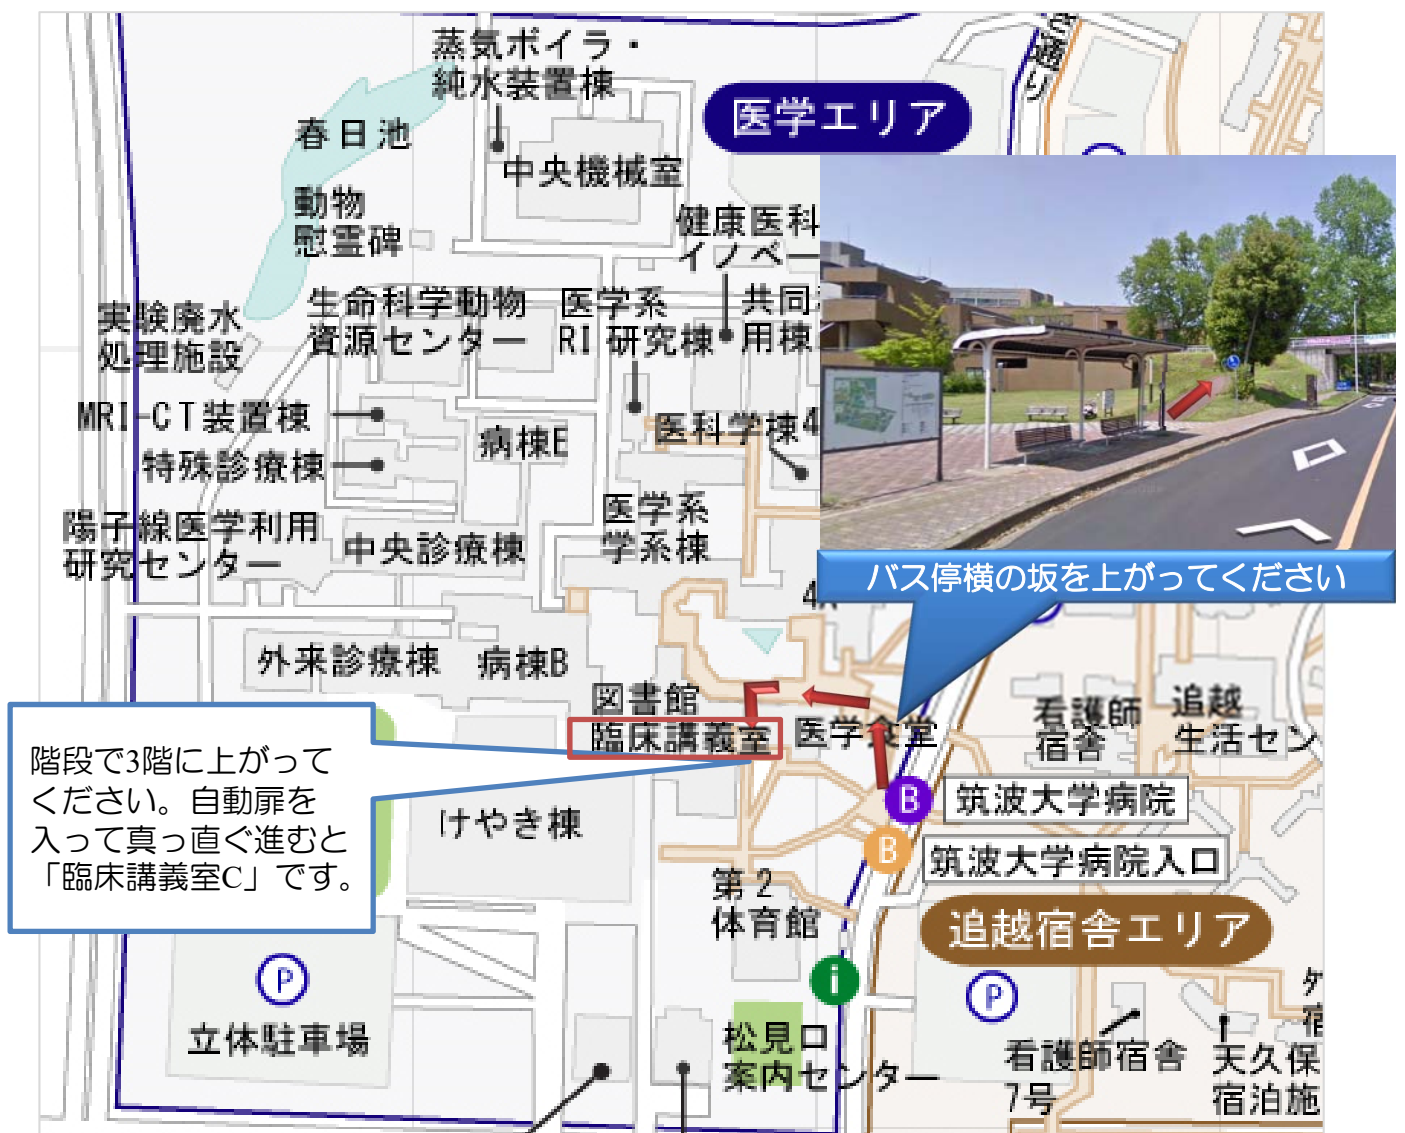 蒸気ボイラ・
純水装置棟
医学エリア
春日池
中央機械室
動物
慰霊碑
健康医科
イノベー
実験廃水
処理施設
生命科学動物
資源センター
医学系
RI 研究棟
共同
用棟
MRI-CT装置棟
病棟E
医科学棟
特殊診療棟
医学系
学系棟
陽子線医学利用
研究センター
中央診療棟
バス停横の坂を上がってください
外来診療棟
病棟B
図書館
臨床講義室
医学食堂
看護師
宿舎
追越
生活セン
階段で3階に上がって
ください。自動扉を
入って真っ直ぐ進むと
「臨床講義室C」です。
けやき棟
B
筑波大学病院
B
筑波大学病院入口
第2
体育館
追越宿舎エリア
P
立体駐車場
i
松見口
案内センター
P
看護師宿舎
7号
天久保
宿泊施